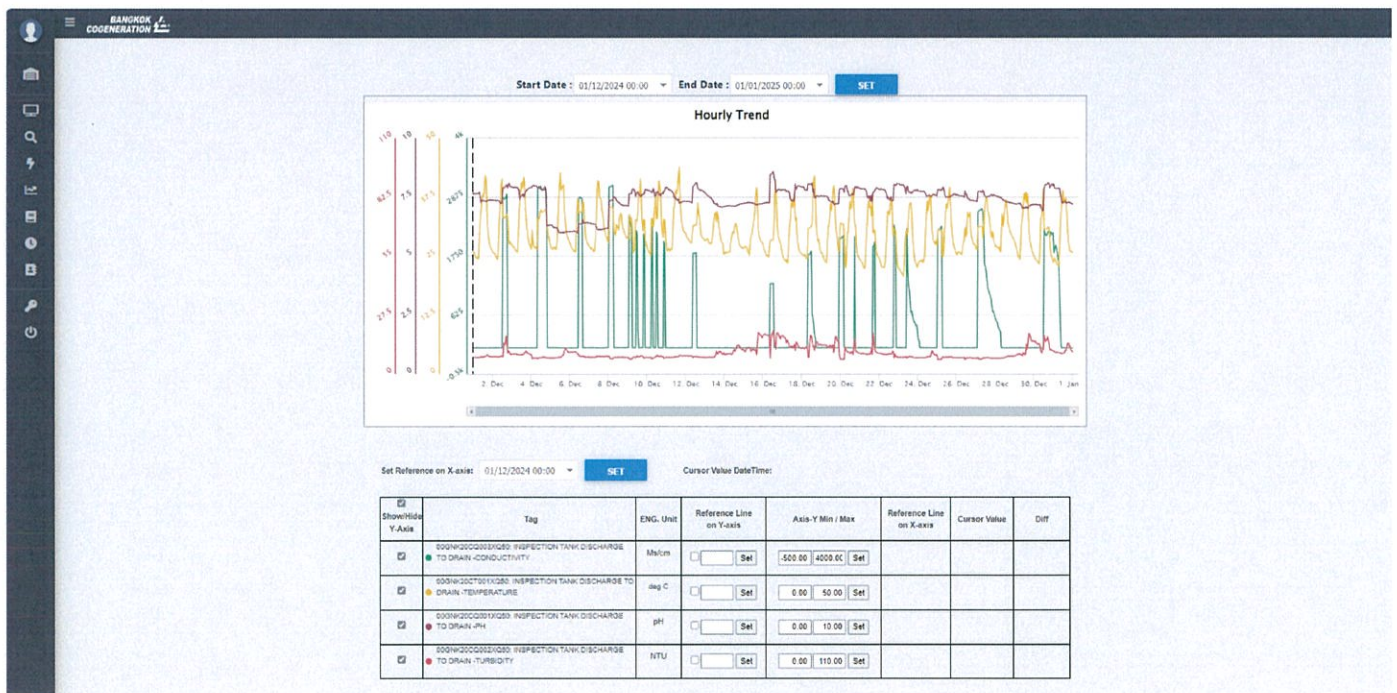 BANGKOK
COGENERATION
Start Date : 01/12/2024 00:00 End Date : 01/01/2025 00:00 SET
Hourly Trend
110 10 50 4k
82.5 7.5 37.5 2875
55 5 25 1750
27.5 2.5 12.5 625
0 0 0 -0.5k
2. Dec 4. Dec 6. Dec 8. Dec 10. Dec 12. Dec 14. Dec 16. Dec 18. Dec 20. Dec 22. Dec 24. Dec 26. Dec 28. Dec 30. Dec 1. Jan
Set Reference on X-axis: 01/12/2024 00:00 SET Cursor Value DateTime:
Show/Hide Y-Axis Tag ENG. Unit Reference Line on Y-axis Axis-Y Min / Max Reference Line on X-axis Cursor Value Diff
INSPECTION TANK DISCHARGE
TO DRAIN -CONDUCTIVITY Ms/cm Set -500.00 4000.0( Set
INSPECTION TANK DISCHARGE TO
DRAIN -TEMPERATURE deg C Set 0.00 50.00 Set
INSPECTION TANK DISCHARGE
TO DRAIN -PH pH Set 0.00 10.00 Set
INSPECTION TANK DISCHARGE
TO DRAIN -TURBIDITY NTU Set 0.00 110.00 Set